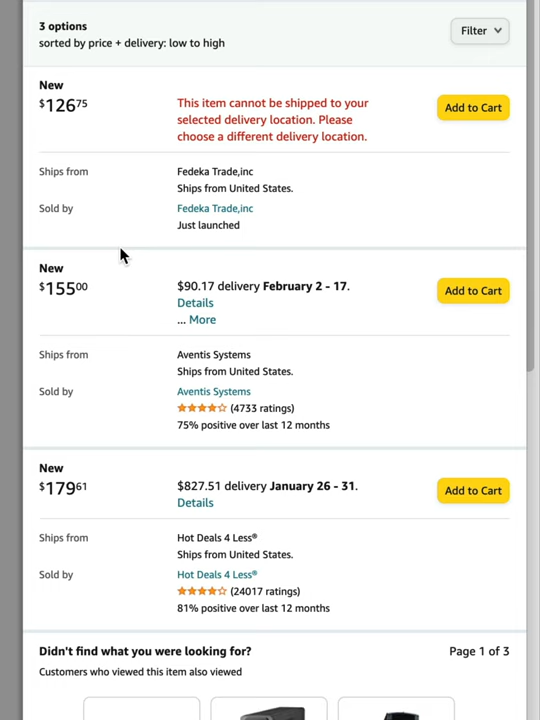 3 options
sorted by price + delivery: low to high
Filter
New
$126 75
This item cannot be shipped to your
selected delivery location. Please
choose a different delivery location.
Add to Cart
Ships from
Fedeka Trade,inc
Ships from United States.
Sold by
Fedeka Trade,inc
Just launched
New
$155 00
$90.17 delivery February 2 - 17.
Details
... More
Add to Cart
Ships from
Aventis Systems
Ships from United States.
Sold by
Aventis Systems
(4733 ratings)
75% positive over last 12 months
New
$179 61
$827.51 delivery January 26 - 31.
Details
Add to Cart
Ships from
Hot Deals 4 Less®
Ships from United States.
Sold by
Hot Deals 4 Less®
(24017 ratings)
81% positive over last 12 months
Didn't find what you were looking for?
Page 1 of 3
Customers who viewed this item also viewed